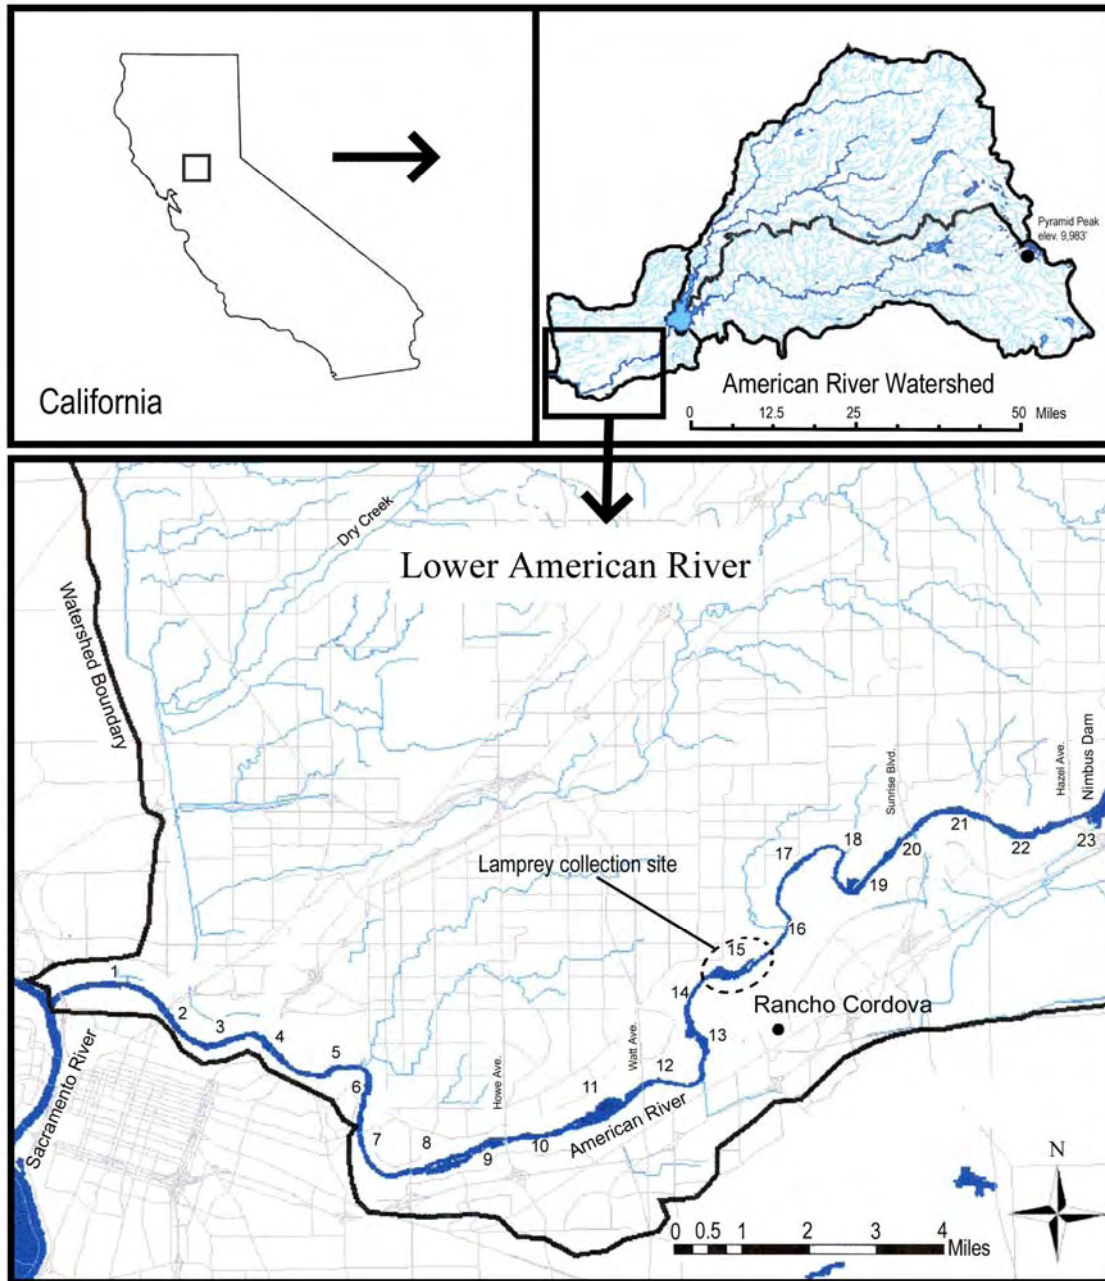 California
Pyramid Peak
elev. 9,983'
American River Watershed
0 12.5 25 50 Miles
Lower American River
Dry Creek
Watershed Boundary
Sunrise Blvd.
Hazel Ave.
Nimbus Dam
Lamprey collection site
Rancho Cordova
Sacramento River
Howe Ave.
Watt Ave.
American River
1
2
3
4
5
6
7
8
9
10
11
12
13
14
15
16
17
18
19
20
21
22
23
N
0 0.5 1 2 3 4
Miles